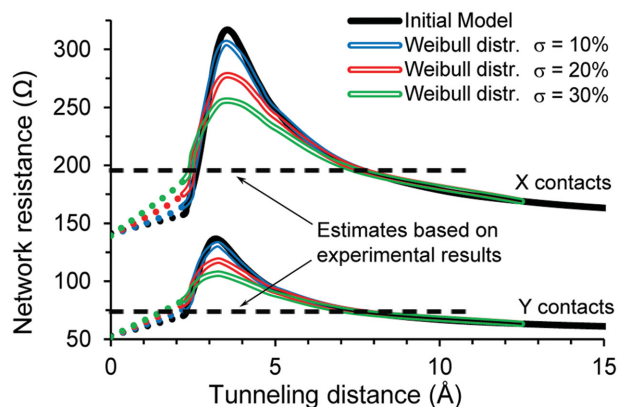 Initial Model
Weibull distr. σ = 10%
Weibull distr. σ = 20%
Weibull distr. σ = 30%
Network resistance (Ω)
300
250
200
150
100
50
X contacts
Estimates based on
experimental results
Y contacts
0
5
10
15
Tunneling distance (Å)